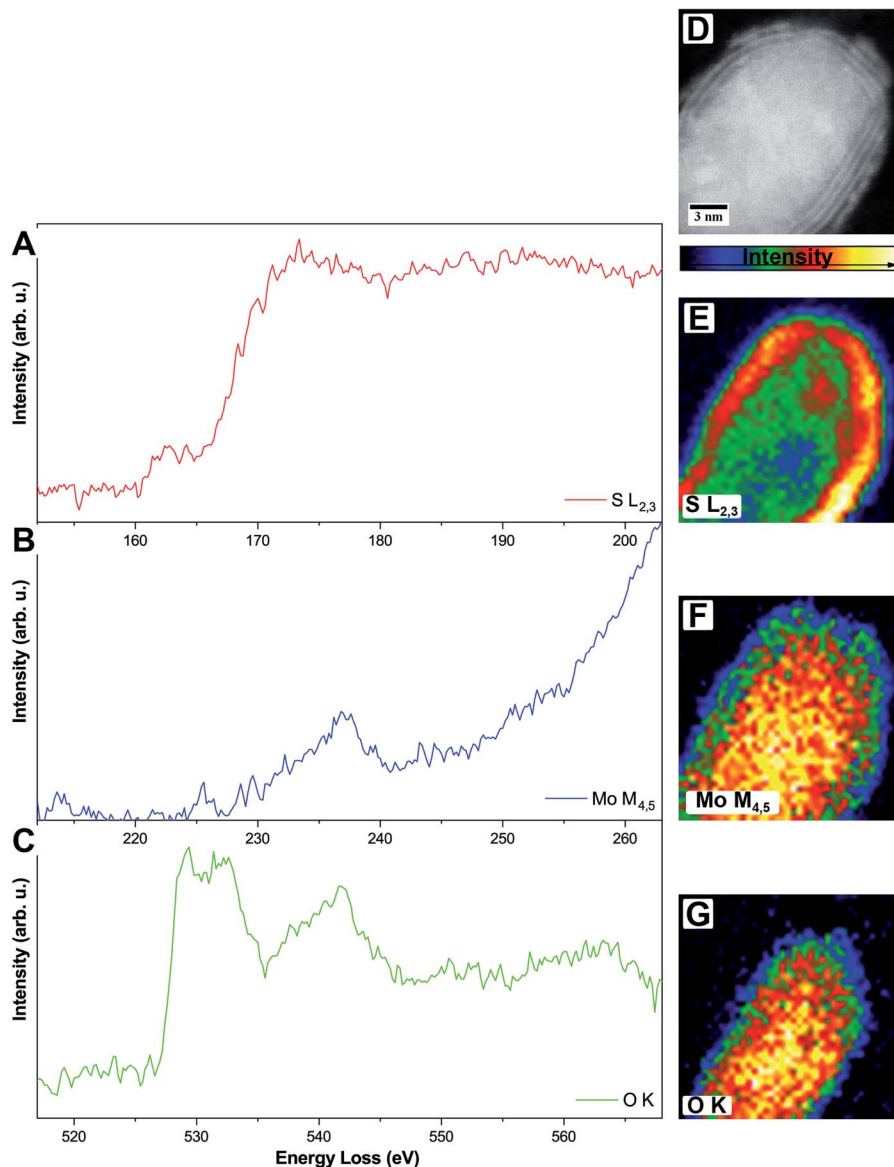 D
3 nm
Intensity
A
Intensity (arb. u.)
S L2,3
160 170 180 190 200
E
S L2,3
B
Intensity (arb. u.)
Mo M4,5
220 230 240 250 260
F
Mo M4,5
C
Intensity (arb. u.)
O K
520 530 540 550 560
Energy Loss (eV)
G
O K